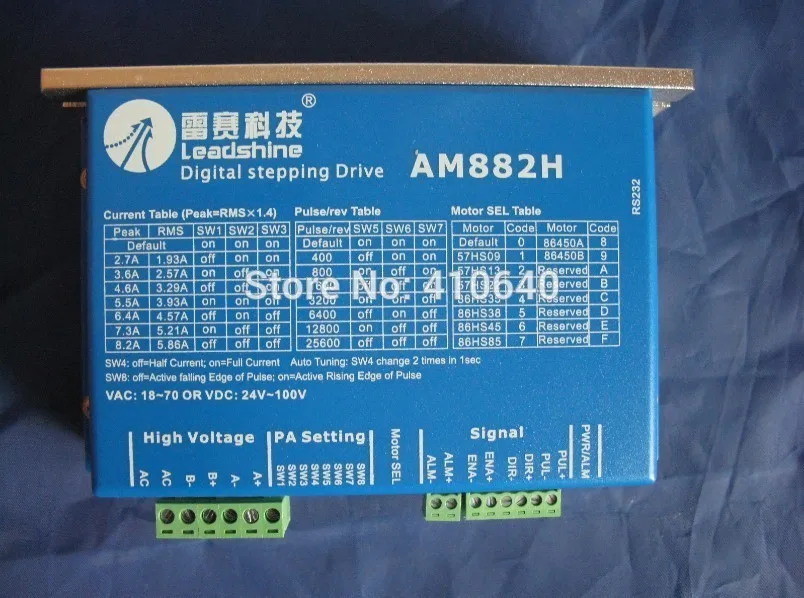 雷赛科技®
Leadshine
Digital stepping Drive
AM882H
RS232
Current Table (Peak=RMS×1.4)
Peak RMS SW1 SW2 SW3
Default on on on
2.7A 1.93A off on on
3.6A 2.57A on off on
4.6A 3.29A off
5.5A 3.93A on on off
6.4A 4.57A off on off
7.3A 5.21A on off off
8.2A 5.86A off off off
Pulse/rev Table
Pulse/rev SW5 SW6 SW7
Default on on on
400 off on on
800 on off on
3200 on on off
6400 off on off
12800 on off off
25600 off off off
Motor SEL Table
Motor Code Motor Code
Default 0 86450A 8
57HS09 1 86450B 9
57HS13 Reserved A
Reserved B
4 Reserved C
86HS38 5 Reserved D
86HS45 6 Reserved E
86HS85 7 Reserved F
Store No: 410640
SW4: off=Half Current; on=Full Current Auto Tuning: SW4 change 2 times in 1sec
SW8: off=Active falling Edge of Pulse; on=Active Rising Edge of Pulse
VAC: 18~70 OR VDC: 24V~100V
High Voltage
AC
AC
B-
B+
A-
A+
PA Setting
SW1
SW2
SW3
SW4
SW5
SW6
SW7
SW8
Motor SEL
Signal
ALM-
ALM+
ENA-
ENA+
DIR-
DIR+
PUL-
PUL+
PWR/ALM